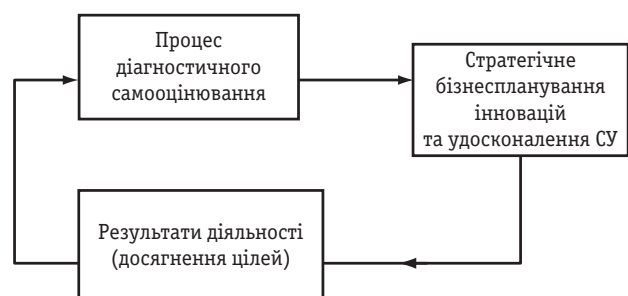 Процес
діагностичного
самооцінювання
Стратегічне
бізнеспланування
інновацій
та удосконалення СУ
Результати діяльності
(досягнення цілей)